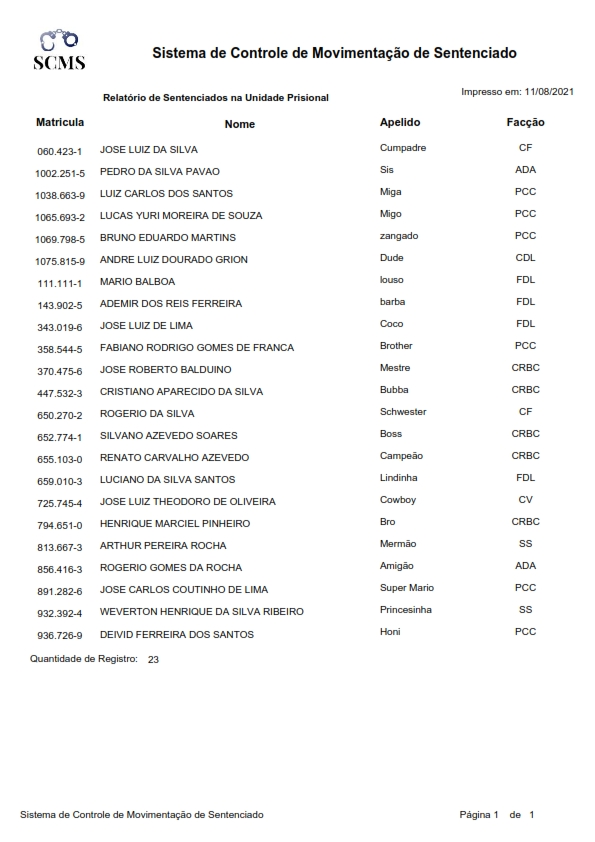 SCMS
Sistema de Controle de Movimentação de Sentenciado
Impresso em: 11/08/2021
Relatório de Sentenciados na Unidade Prisional
Matricula Nome Apelido Facção
060.423-1 JOSE LUIZ DA SILVA Cumpadre CF
1002.251-5 PEDRO DA SILVA PAVAO Sis ADA
1038.663-9 LUIZ CARLOS DOS SANTOS Miga PCC
1065.693-2 LUCAS YURI MOREIRA DE SOUZA Migo PCC
1069.798-5 BRUNO EDUARDO MARTINS zangado PCC
1075.815-9 ANDRE LUIZ DOURADO GRION Dude CDL
111.111-1 MARIO BALBOA louso FDL
143.902-5 ADEMIR DOS REIS FERREIRA barba FDL
343.019-6 JOSE LUIZ DE LIMA Coco FDL
358.544-5 FABIANO RODRIGO GOMES DE FRANCA Brother PCC
370.475-6 JOSE ROBERTO BALDUINO Mestre CRBC
447.532-3 CRISTIANO APARECIDO DA SILVA Bubba CRBC
650.270-2 ROGERIO DA SILVA Schwester CF
652.774-1 SILVANO AZEVEDO SOARES Boss CRBC
655.103-0 RENATO CARVALHO AZEVEDO Campeão CRBC
659.010-3 LUCIANO DA SILVA SANTOS Lindinha FDL
725.745-4 JOSE LUIZ THEODORO DE OLIVEIRA Cowboy CV
794.651-0 HENRIQUE MARCIEL PINHEIRO Bro CRBC
813.667-3 ARTHUR PEREIRA ROCHA Mermão SS
856.416-3 ROGERIO GOMES DA ROCHA Amigão ADA
891.282-6 JOSE CARLOS COUTINHO DE LIMA Super Mario PCC
932.392-4 WEVERTON HENRIQUE DA SILVA RIBEIRO Princesinha SS
936.726-9 DEIVID FERREIRA DOS SANTOS Honi PCC
Quantidade de Registro: 23
Sistema de Controle de Movimentação de Sentenciado Página 1 de 1